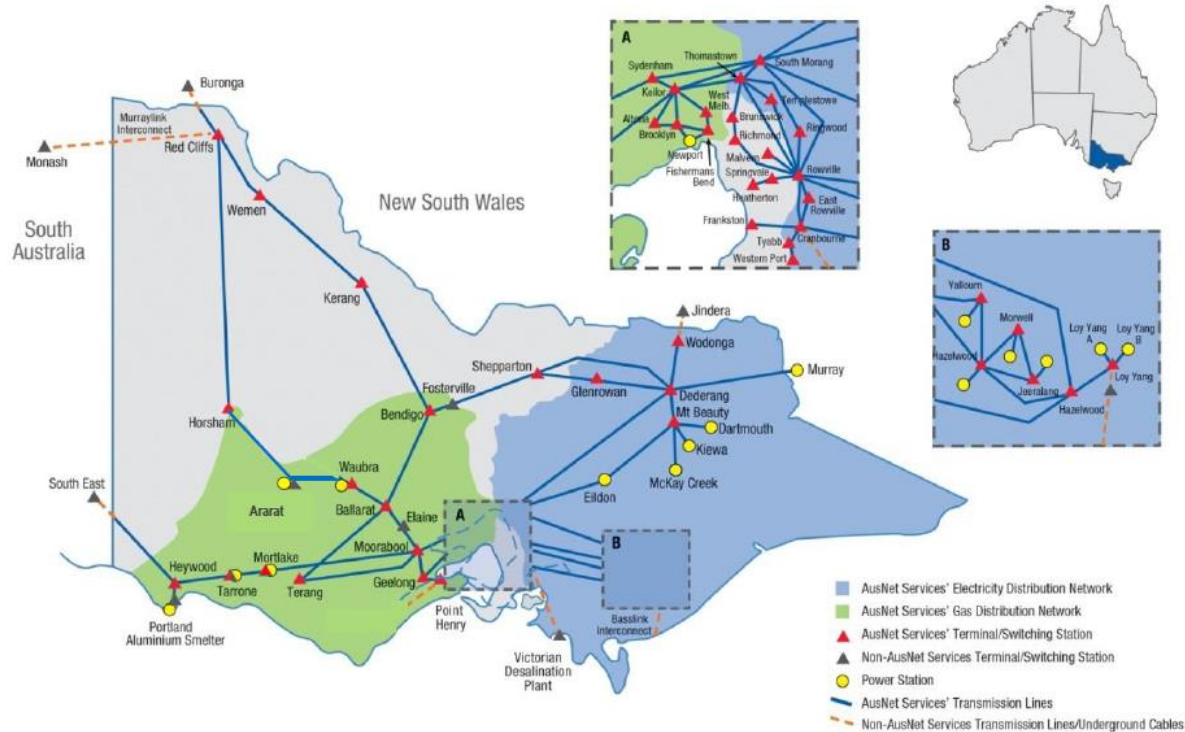 Buronga
Murraylink
Interconnect
Monash
Red Cliffs
Wemen
New South Wales
South
Australia
Kerang
Horsham
Bendigo
Fosterville
Shepparton
Glenrowan
Jindera
Wodonga
Murray
Dederang
Mt Beauty
Dartmouth
Kiewa
McKay Creek
Eildon
South East
Ararat
Waubra
Ballarat
Elaine
Moorabool
Heywood
Tarrone
Mortlake
Terang
Geelong
Portland
Aluminium Smelter
Point
Henry
Victorian
Desalination
Plant
Basslink
Interconnect
A
B
A
Thomastown
South Morang
Sydenham
Keilor
West
Melb.
Templestowe
Altona
Brooklyn
Brunswick
Ringwood
Richmond
Newport
Malvern
Fishermans
Bend
Springvale
Rowville
Heatherton
East
Rowville
Frankston
Cranbourne
Tyabb
Western Port
B
Yallourn
Morwell
Loy Yang
A
Loy Yang
B
Hazelwood
Jeeralang
Loy Yang
Hazelwood
AusNet Services' Electricity Distribution Network
AusNet Services' Gas Distribution Network
AusNet Services' Terminal/Switching Station
Non-AusNet Services Terminal/Switching Station
Power Station
AusNet Services' Transmission Lines
Non-AusNet Services Transmission Lines/Underground Cables